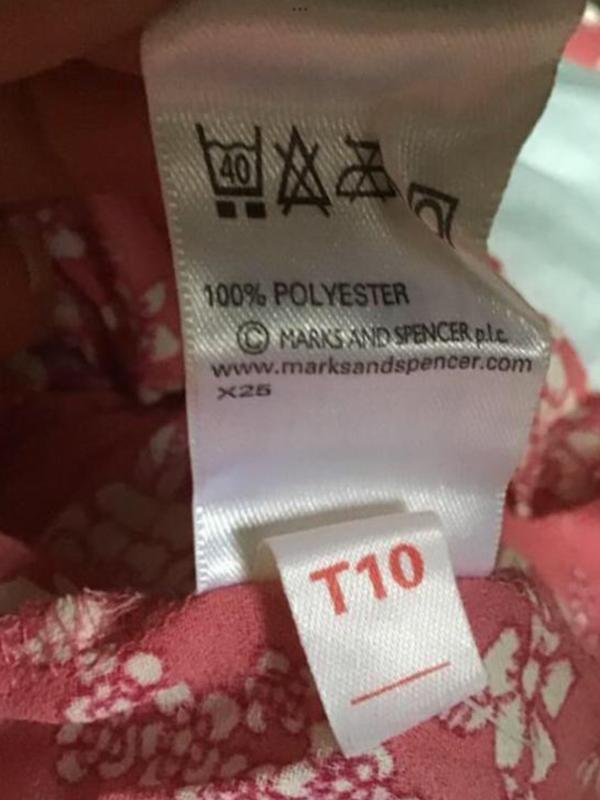 40
100% POLYESTER
© MARKS AND SPENCER p.l.c.
www.marksandspencer.com
X25
T10